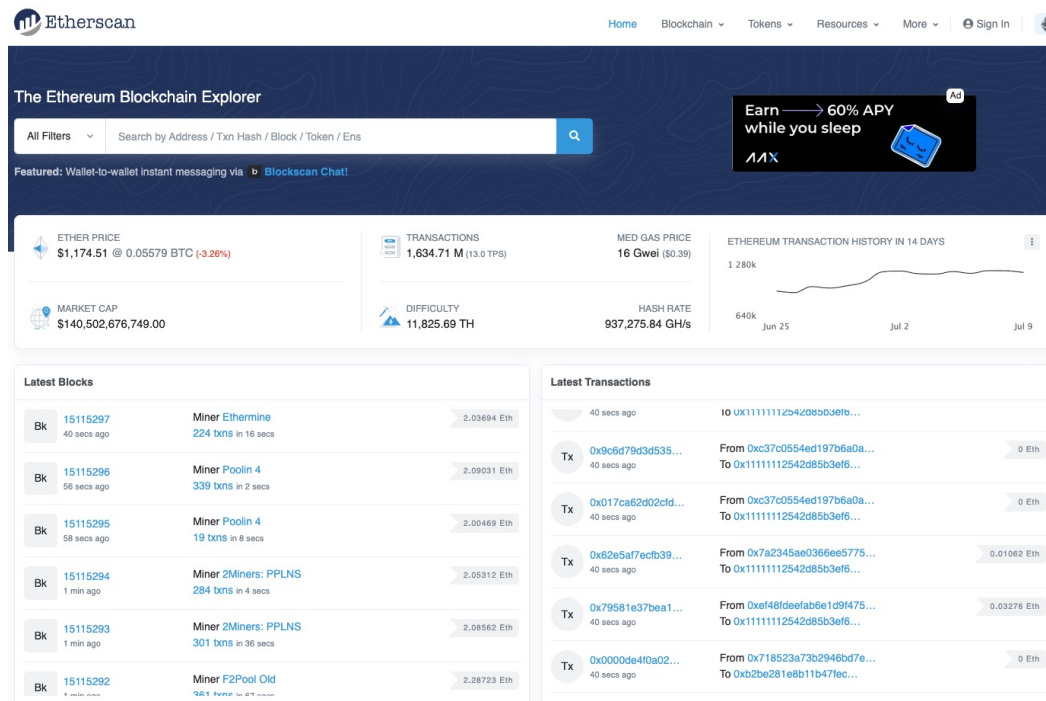 Etherscan
Home Blockchain Tokens Resources More Sign In
The Ethereum Blockchain Explorer
All Filters Search by Address / Txn Hash / Block / Token / Ens
Featured: Wallet-to-wallet instant messaging via b Blockscan Chat!
Ad
Earn → 60% APY
while you sleep
AAX
ETHER PRICE
$1,174.51 @ 0.05579 BTC (-3.26%)
MARKET CAP
$140,502,676,749.00
TRANSACTIONS
1,634.71 M (13.0 TPS)
MED GAS PRICE
16 Gwei ($0.39)
DIFFICULTY
11,825.69 TH
HASH RATE
937,275.84 GH/s
ETHEREUM TRANSACTION HISTORY IN 14 DAYS
1 280k
640k
Jun 25 Jul 2 Jul 9
Latest Blocks
Bk 15115297 Miner Ethermine 2.03694 Eth
40 secs ago 224 txns in 16 secs
Bk 15115296 Miner Poolin 4 2.09031 Eth
56 secs ago 339 txns in 2 secs
Bk 15115295 Miner Poolin 4 2.00469 Eth
58 secs ago 19 txns in 8 secs
Bk 15115294 Miner 2Miners: PPLNS 2.05312 Eth
1 min ago 284 txns in 4 secs
Bk 15115293 Miner 2Miners: PPLNS 2.08562 Eth
1 min ago 301 txns in 36 secs
Bk 15115292 Miner F2Pool Old 2.28723 Eth
1 min ago 361 txns in 67 secs
Latest Transactions
40 secs ago To 0x11111112542d85b3ef6...
Tx 0x9c6d79d3d535... From 0xc37c0554ed197b6a0a... 0 Eth
40 secs ago To 0x11111112542d85b3ef6...
Tx 0x017ca62d02cfd... From 0xc37c0554ed197b6a0a... 0 Eth
40 secs ago To 0x11111112542d85b3ef6...
Tx 0x62e5af7ecfb39... From 0x7a2345ae0366ee5775... 0.01062 Eth
40 secs ago To 0x11111112542d85b3ef6...
Tx 0x79581e37bea1... From 0xef48fdeefab6e1d9f475... 0.03276 Eth
40 secs ago To 0x11111112542d85b3ef6...
Tx 0x0000de4f0a02... From 0x718523a73b2946bd7e... 0 Eth
40 secs ago To 0xb2be281e8b11b47fec...